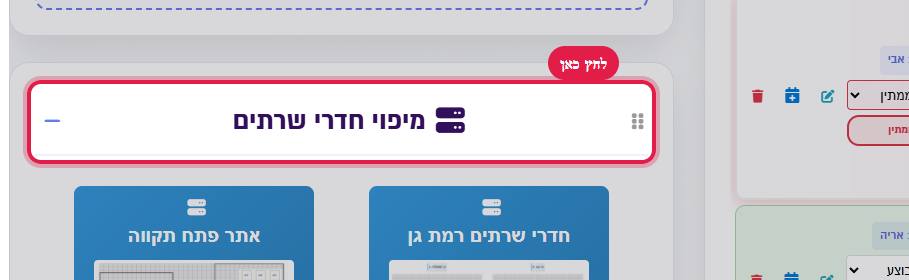 לחץ כאן
מיפוי חדרי שרתים
חדרי שרתים רמת גן
אתר פתח תקווה
אבי
ממתין
ממתין
אריה
בוצע